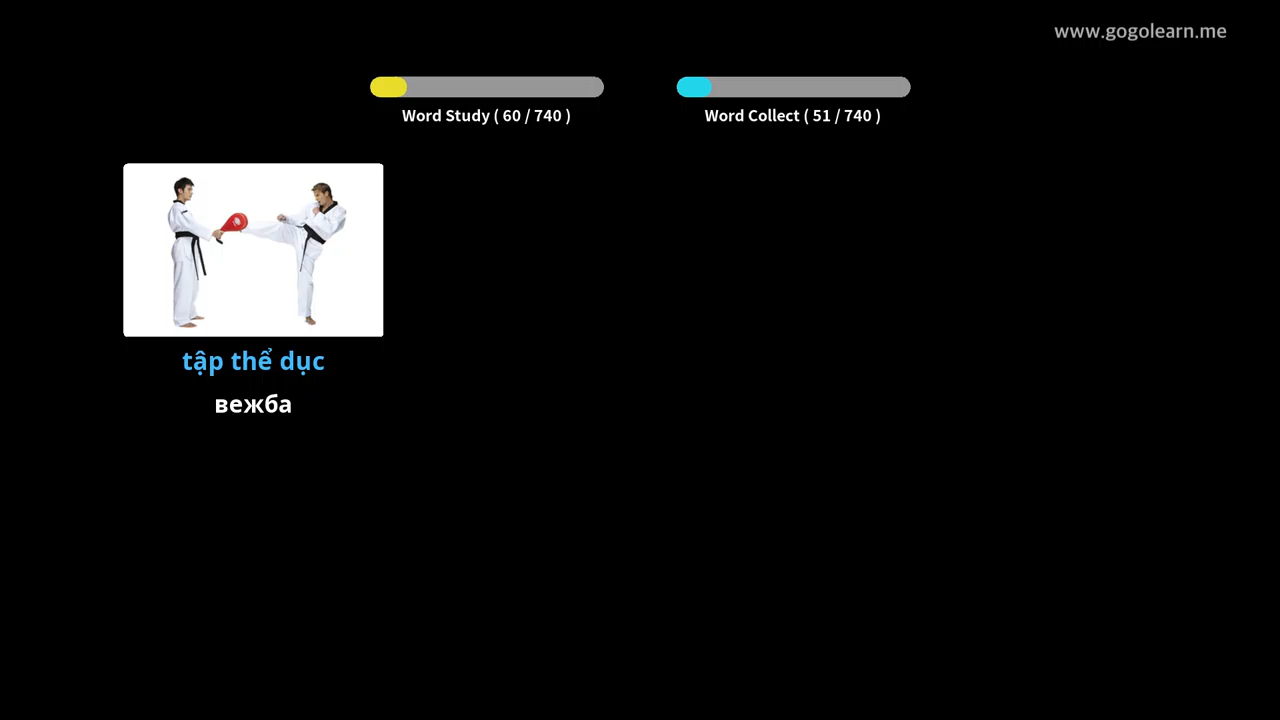 www.gogolearn.me
Word Study ( 60 / 740 )
Word Collect ( 51 / 740 )
tập thể dục
вежба